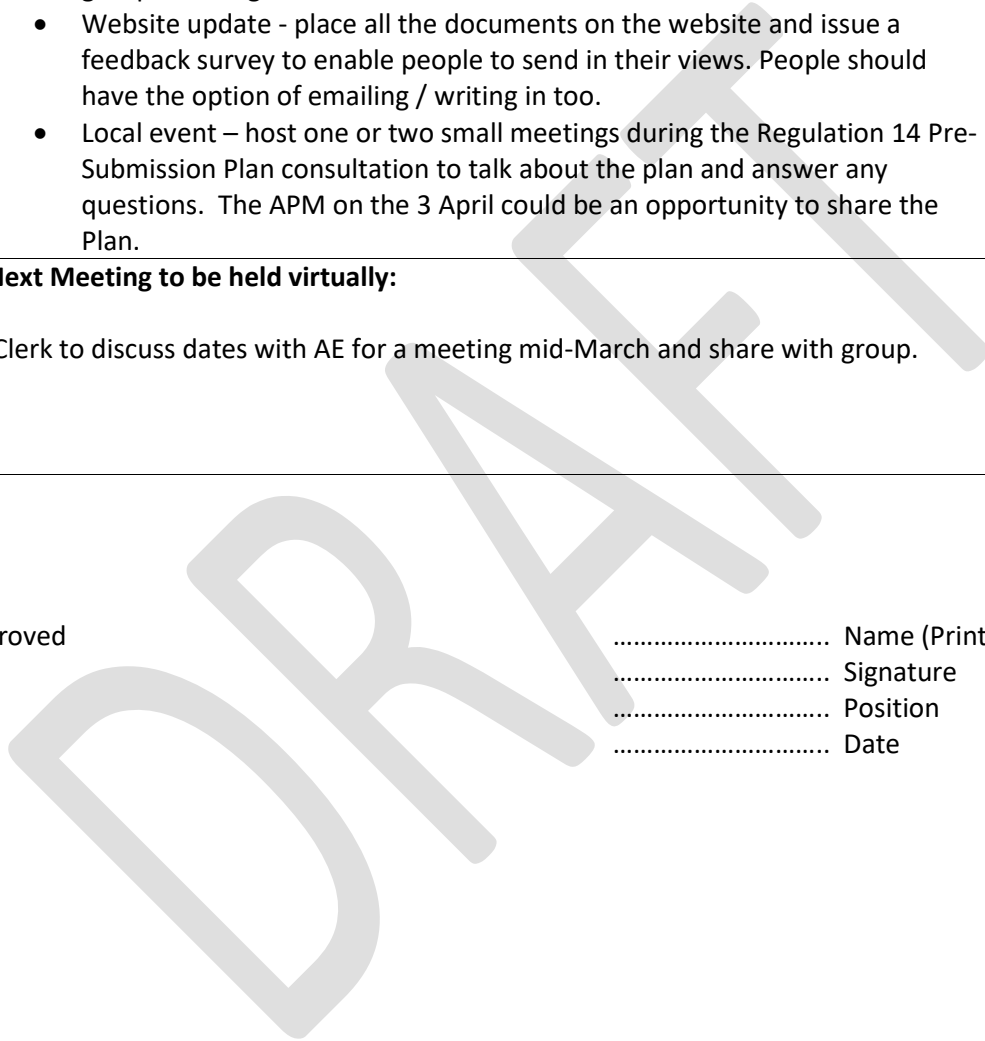 • Website update - place all the documents on the website and issue a
feedback survey to enable people to send in their views. People should
have the option of emailing / writing in too.
• Local event – host one or two small meetings during the Regulation 14 Pre-
Submission Plan consultation to talk about the plan and answer any
questions.  The APM on the 3 April could be an opportunity to share the
Plan.
Next Meeting to be held virtually:
Clerk to discuss dates with AE for a meeting mid-March and share with group.
roved
………………………….. Name (Print
………………………….. Signature
………………………….. Position
………………………….. Date
DRAFT